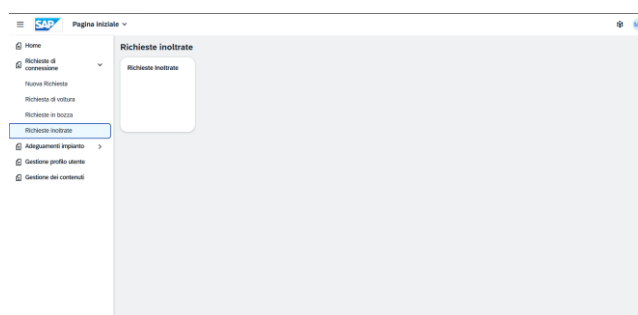 SAP
Pagina Iniziale
Home
Richieste di
connessione
Nuova Richiesta
Richiesta di voltura
Richieste in bozza
Richieste inoltrate
Adeguamenti impianto
Gestione profilo utente
Gestione dei contenuti
Richieste inoltrate
Richieste Inoltrate